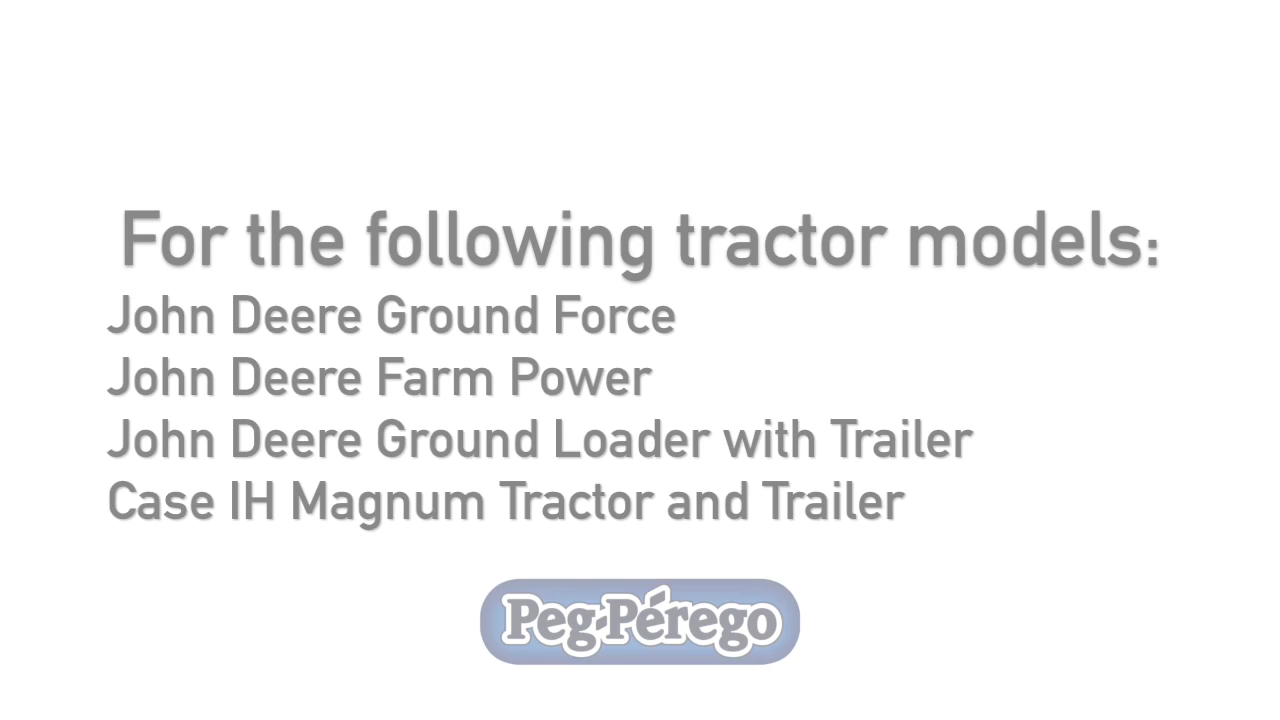 For the following tractor models:
John Deere Ground Force
John Deere Farm Power
John Deere Ground Loader with Trailer
Case IH Magnum Tractor and Trailer
Peg-Pérego